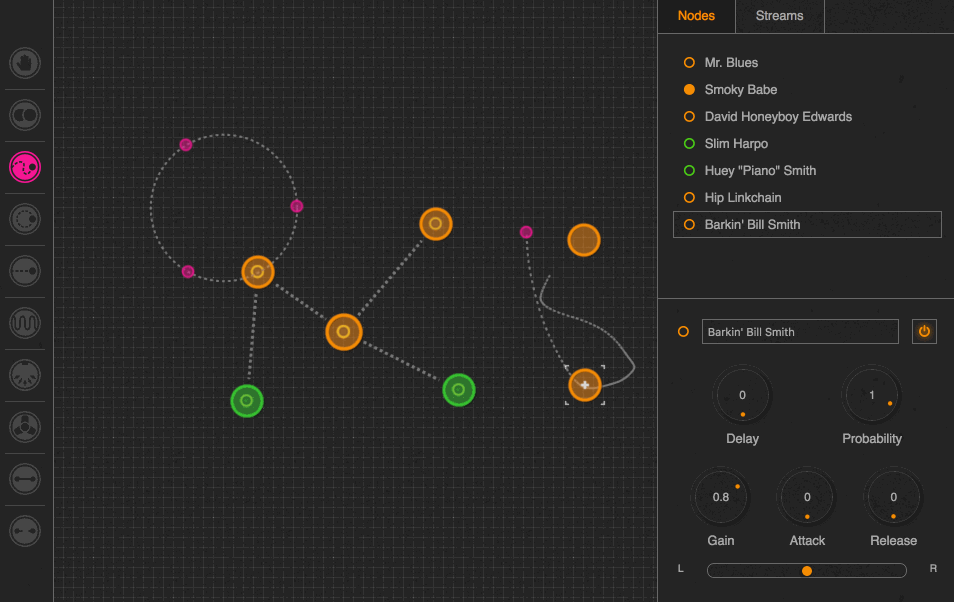 Nodes
Streams
Mr. Blues
Smoky Babe
David Honeyboy Edwards
Slim Harpo
Huey "Piano" Smith
Hip Linkchain
Barkin' Bill Smith
Barkin' Bill Smith
0
1
Delay
Probability
0.8
0
0
Gain
Attack
Release
L
R